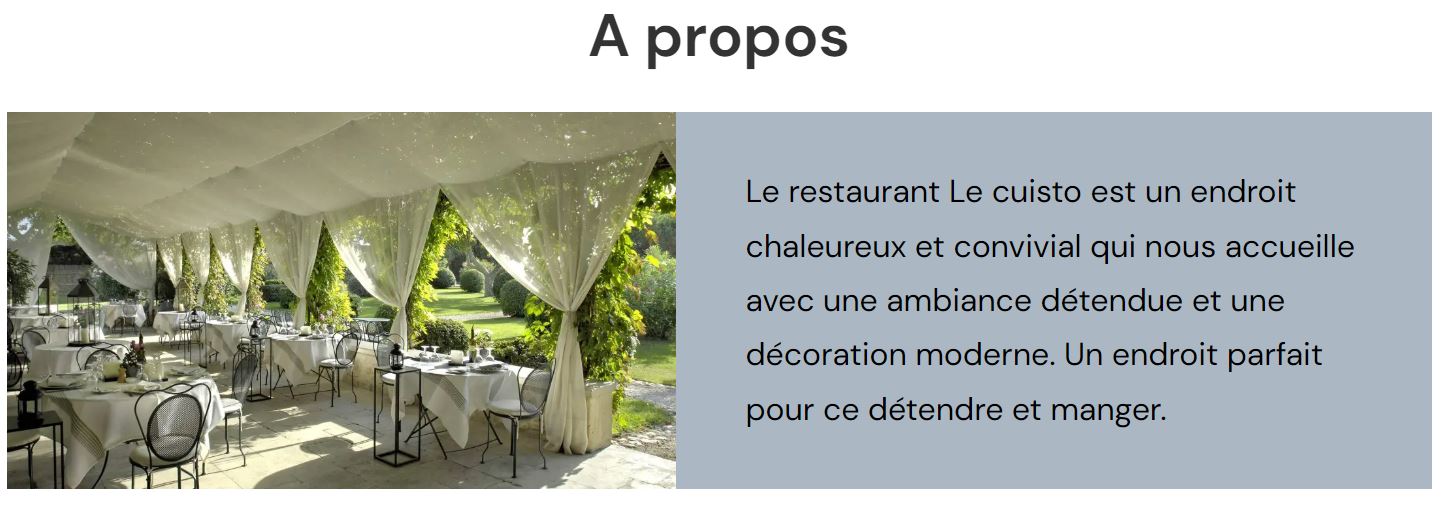 A propos
Le restaurant Le cuisto est un endroit
chaleureux et convivial qui nous accueille
avec une ambiance détendue et une
décoration moderne. Un endroit parfait
pour ce détendre et manger.